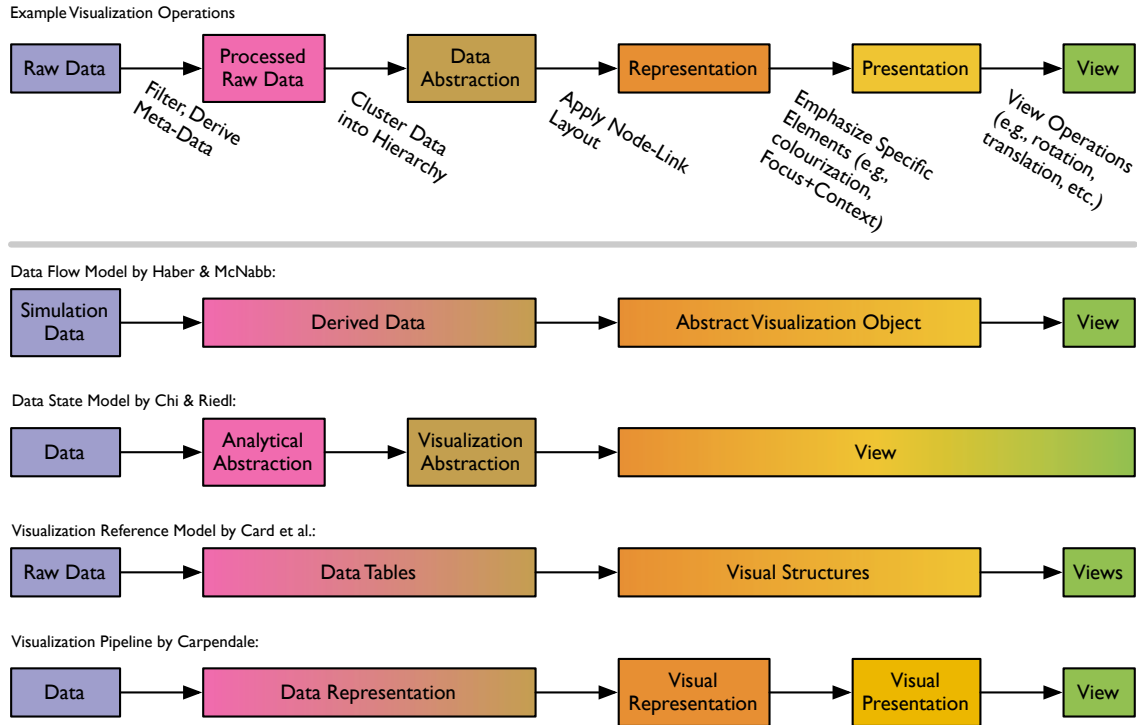 Example Visualization Operations
Raw Data
Processed
Raw Data
Data
Abstraction
Representation
Presentation
View
Filter, Derive
Meta-Data
Cluster Data
into Hierarchy
Apply Node-Link
Layout
Emphasize Specific
Elements (e.g.,
colourization,
Focus+Context)
View Operations
(e.g., rotation,
translation, etc.)
Data Flow Model by Haber & McNabb:
Simulation
Data
Derived Data
Abstract Visualization Object
View
Data State Model by Chi & Riedl:
Data
Analytical
Abstraction
Visualization
Abstraction
View
Visualization Reference Model by Card et al.:
Raw Data
Data Tables
Visual Structures
Views
Visualization Pipeline by Carpendale:
Data
Data Representation
Visual
Representation
Visual
Presentation
View